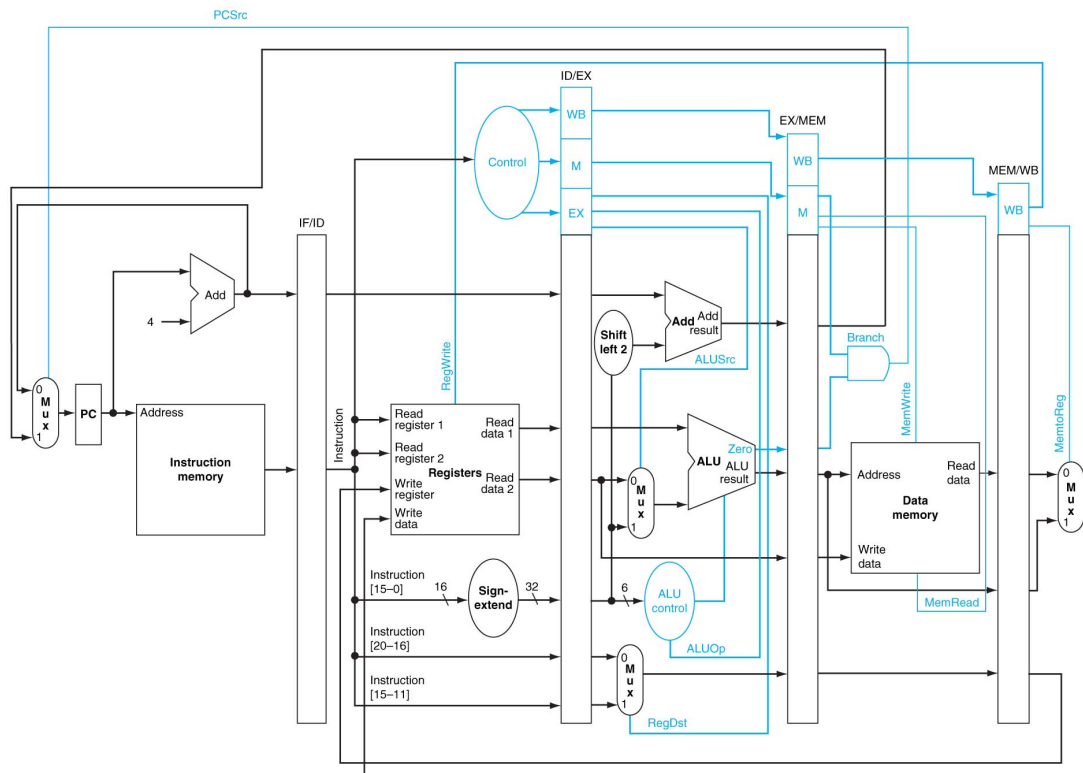 PCSrc
ID/EX
WB
EX/MEM
Control
M
WB
MEM/WB
EX
M
WB
IF/ID
Add
4
Add
Add
result
Shift
left 2
Branch
ALUSrc
RegWrite
MemWrite
MemtoReg
0
M
u
x
1
PC
Address
Instruction
memory
Instruction
Read
register 1
Read
data 1
Read
register 2
Registers
Write
register
Read
data 2
Write
data
0
M
u
x
1
Zero
ALU
ALU
result
Address
Read
data
Data
memory
Write
data
0
M
u
x
1
Instruction
[15–0]
16
Sign-
extend
32
6
ALU
control
MemRead
Instruction
[20–16]
ALUOp
0
M
u
x
1
Instruction
[15–11]
RegDst